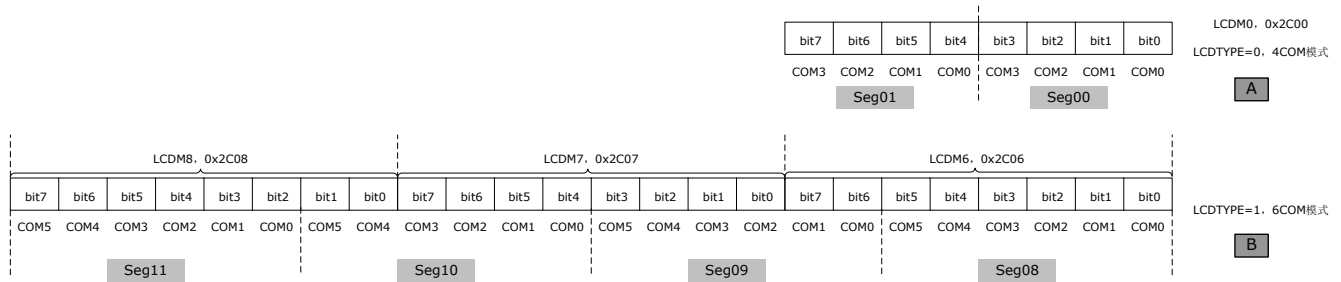 LCDM0, 0x2C00
bit7 bit6 bit5 bit4 bit3 bit2 bit1 bit0
LCDTYPE=0, 4COM模式
COM3 COM2 COM1 COM0 COM3 COM2 COM1 COM0
Seg01 Seg00
A
LCDM8, 0x2C08 LCDM7, 0x2C07 LCDM6, 0x2C06
bit7 bit6 bit5 bit4 bit3 bit2 bit1 bit0 bit7 bit6 bit5 bit4 bit3 bit2 bit1 bit0 bit7 bit6 bit5 bit4 bit3 bit2 bit1 bit0
LCDTYPE=1, 6COM模式
COM5 COM4 COM3 COM2 COM1 COM0 COM5 COM4 COM3 COM2 COM1 COM0 COM5 COM4 COM3 COM2 COM1 COM0 COM5 COM4 COM3 COM2 COM1 COM0
B
Seg11 Seg10 Seg09 Seg08